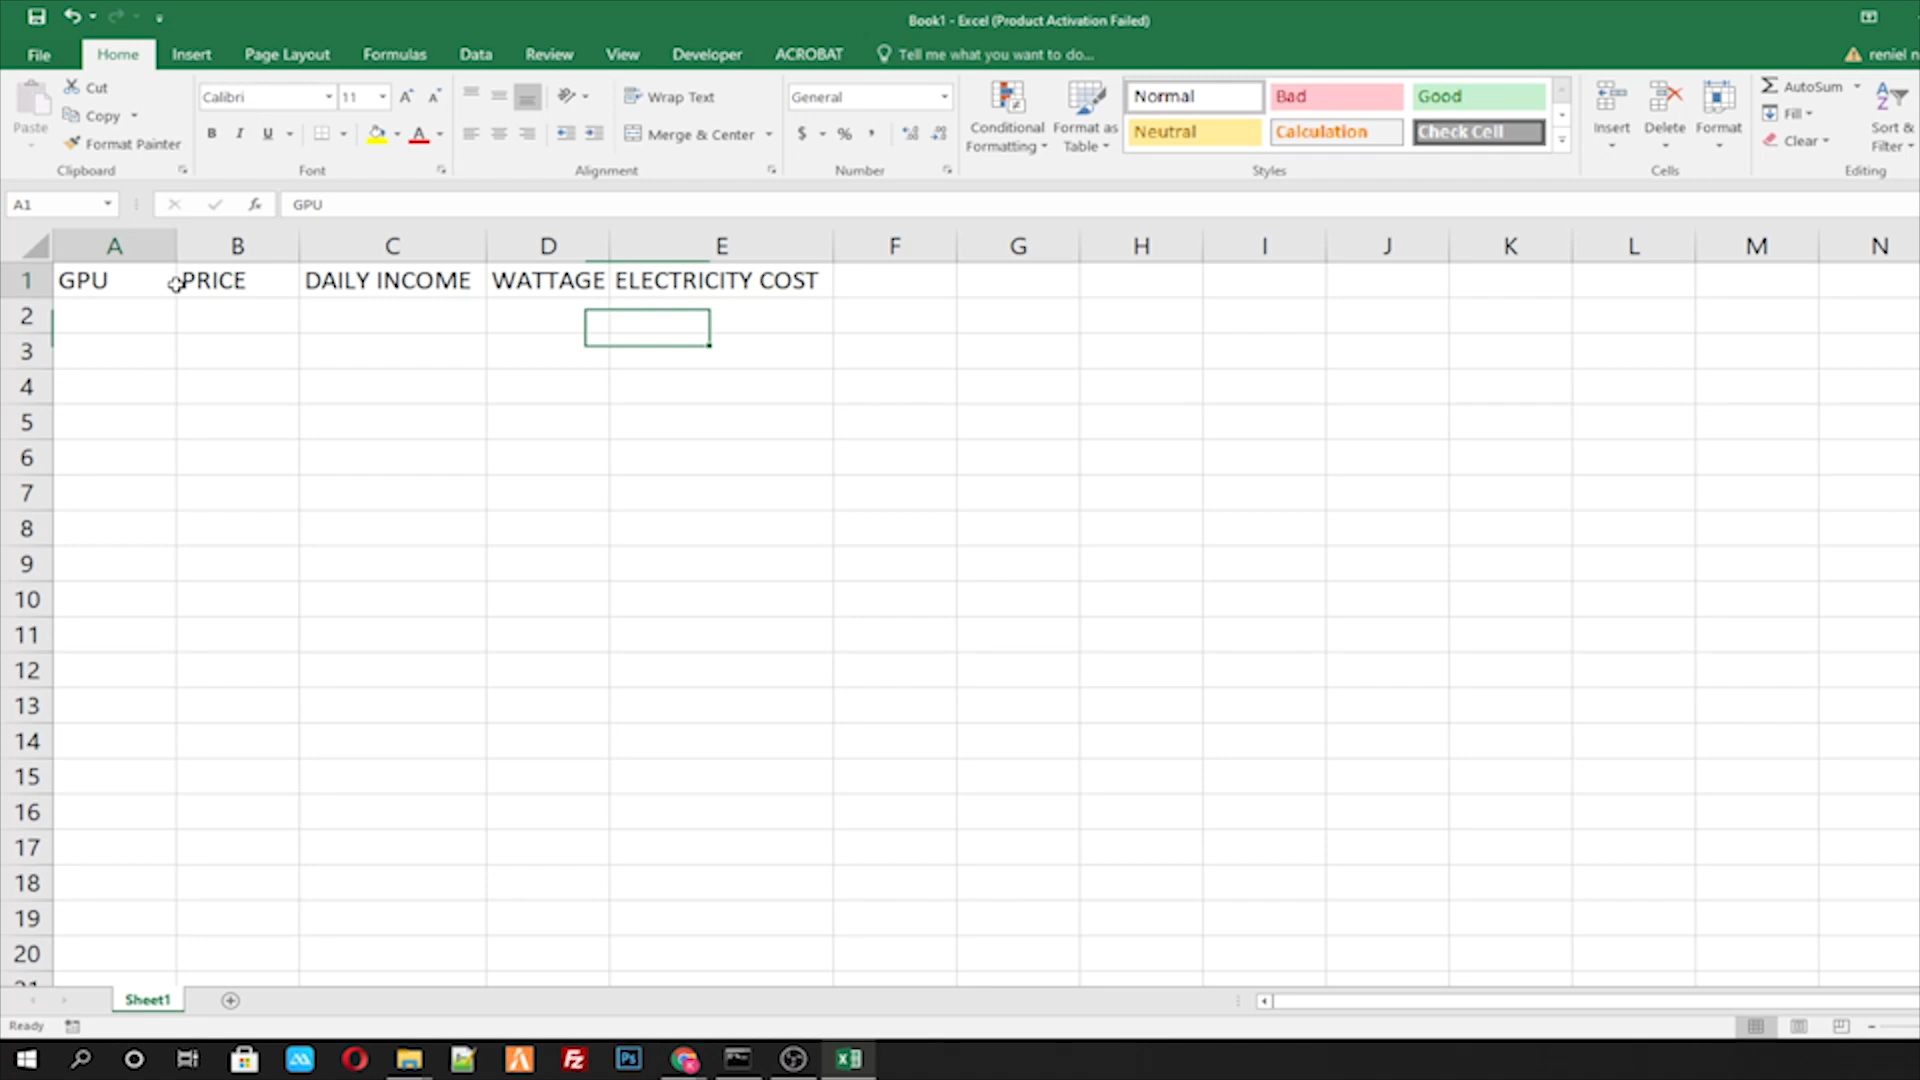 Book1 - Excel (Product Activation Failed)
File Home Insert Page Layout Formulas Data Review View Developer ACROBAT Tell me what you want to do... reniel n
Paste
Cut
Copy
Format Painter
Clipboard
Calibri 11
B I U A
Font
Wrap Text
Merge & Center
Alignment
General
$ % ,
Number
Conditional Formatting
Format as Table
Normal Bad Good
Neutral Calculation Check Cell
Styles
Insert Delete Format
Cells
AutoSum
Fill
Clear
Sort & Filter
Editing
A1 fx GPU
A B C D E F G H I J K L M N
1 GPU PRICE DAILY INCOME WATTAGE ELECTRICITY COST
2
3
4
5
6
7
8
9
10
11
12
13
14
15
16
17
18
19
20
Sheet1
Ready
Fz Ps